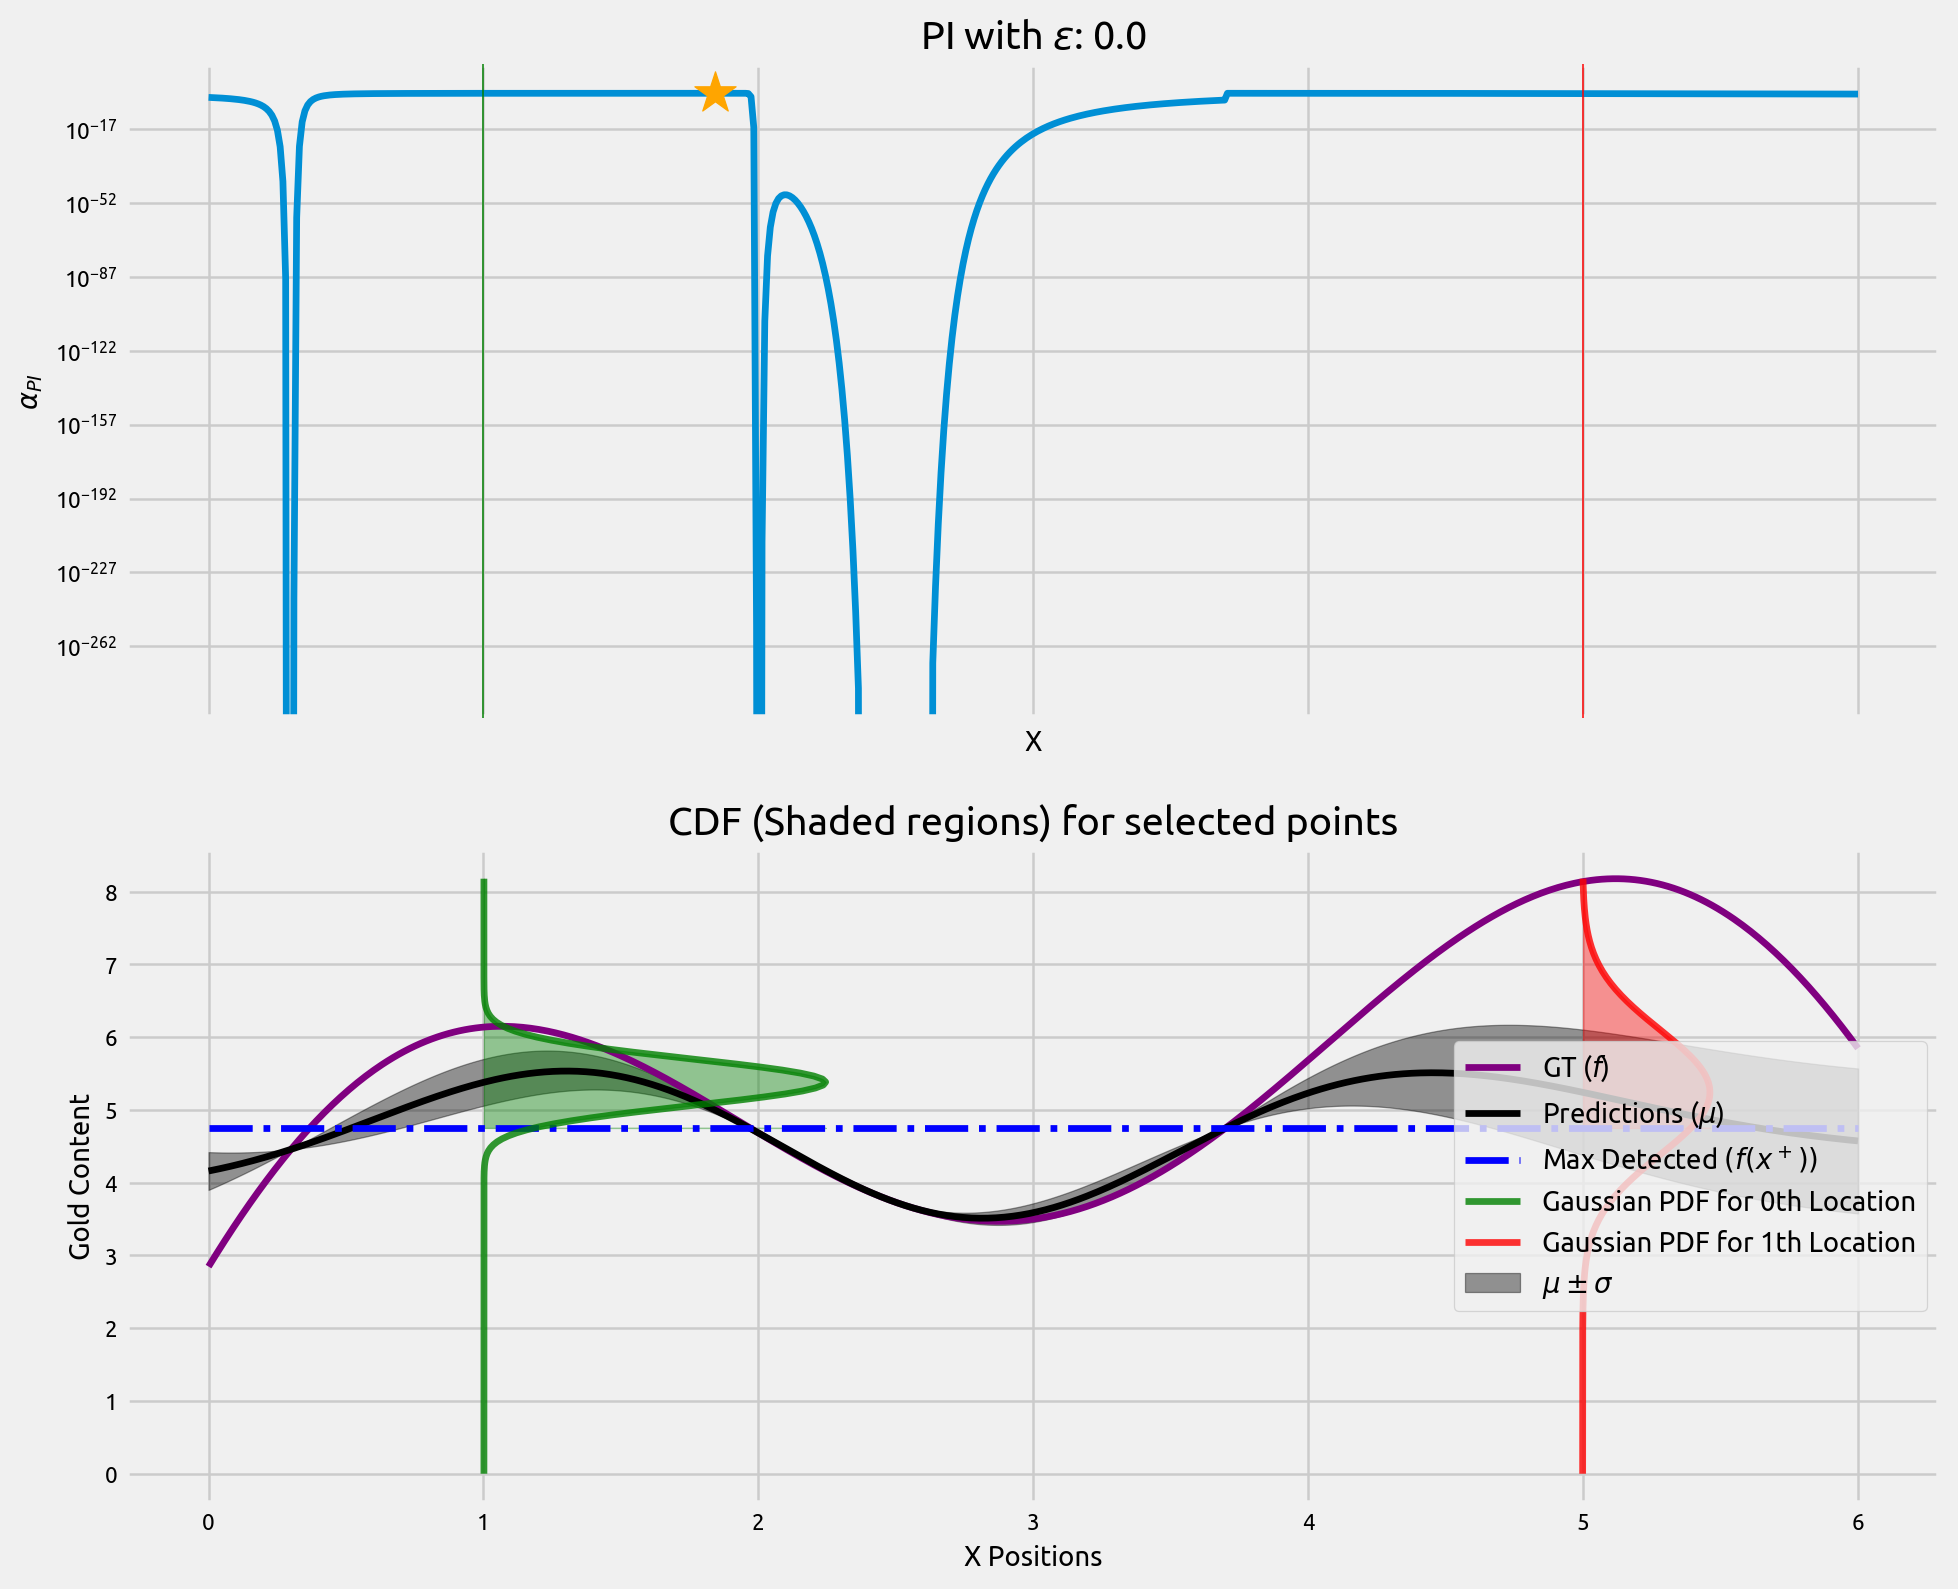 PI with ε: 0.0
10⁻¹⁷
10⁻⁵²
10⁻⁸⁷
10⁻¹²²
10⁻¹⁵⁷
10⁻¹⁹²
10⁻²²⁷
10⁻²⁶²
α_PI
X
CDF (Shaded regions) for selected points
8
7
6
5
4
3
2
1
0
Gold Content
GT (f)
Predictions (μ)
Max Detected (f(x⁺))
Gaussian PDF for 0th Location
Gaussian PDF for 1th Location
μ ± σ
0 1 2 3 4 5 6
X Positions